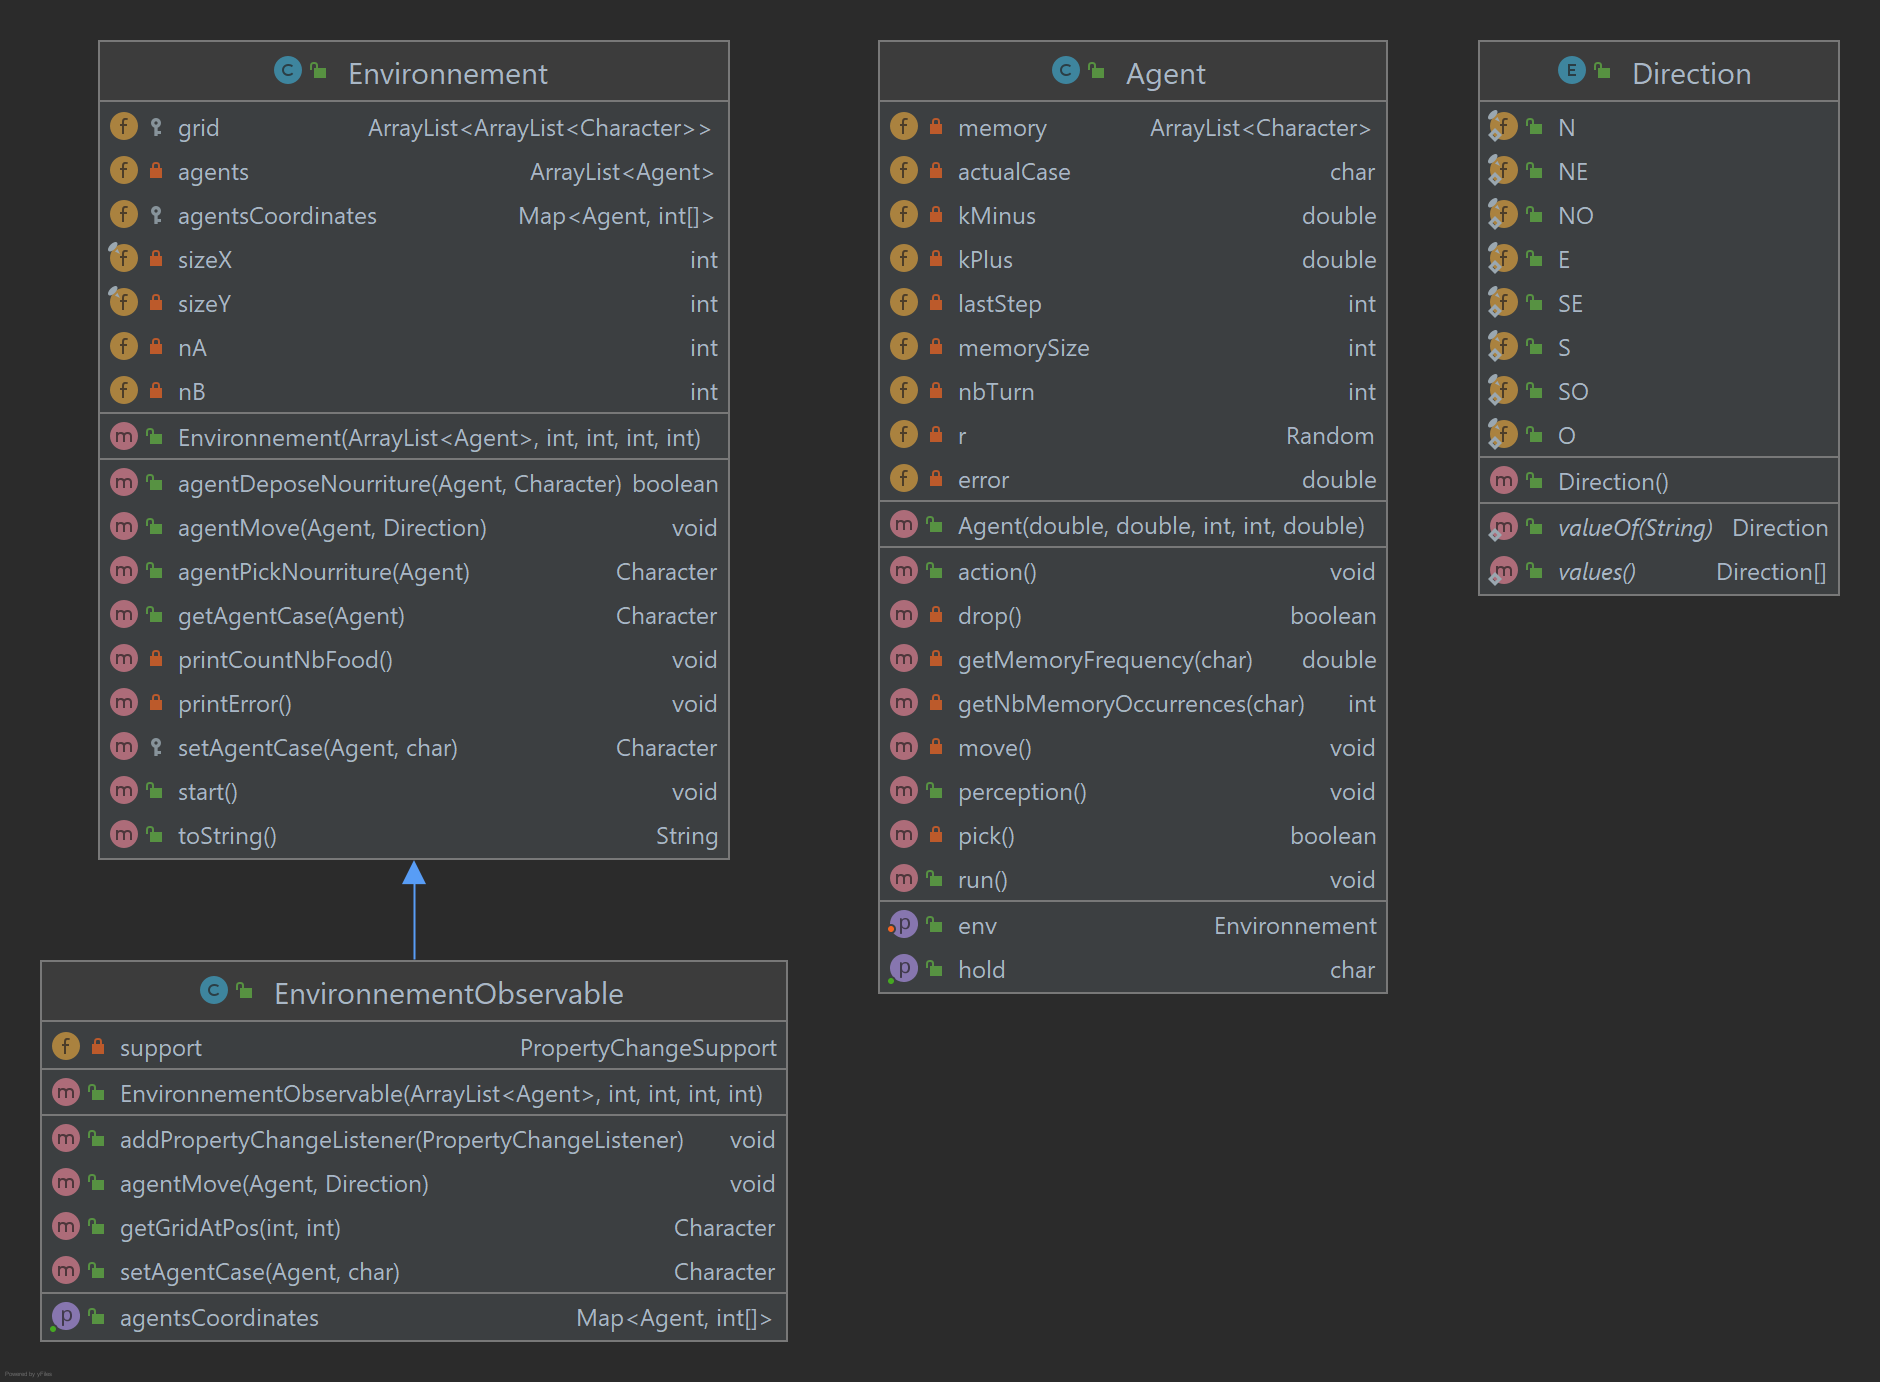 Environnement
grid ArrayList<ArrayList<Character>>
agents ArrayList<Agent>
agentsCoordinates Map<Agent, int[]>
sizeX int
sizeY int
nA int
nB int
Environnement(ArrayList<Agent>, int, int, int, int)
agentDeposeNourriture(Agent, Character) boolean
agentMove(Agent, Direction) void
agentPickNourriture(Agent) Character
getAgentCase(Agent) Character
printCountNbFood() void
printError() void
setAgentCase(Agent, char) Character
start() void
toString() String
Agent
memory ArrayList<Character>
actualCase char
kMinus double
kPlus double
lastStep int
memorySize int
nbTurn int
r Random
error double
Agent(double, double, int, int, double)
action() void
drop() boolean
getMemoryFrequency(char) double
getNbMemoryOccurrences(char) int
move() void
perception() void
pick() boolean
run() void
env Environnement
hold char
Direction
N
NE
NO
E
SE
S
SO
O
Direction()
valueOf(String) Direction
values() Direction[]
EnvironnementObservable
support PropertyChangeSupport
EnvironnementObservable(ArrayList<Agent>, int, int, int, int)
addPropertyChangeListener(PropertyChangeListener) void
agentMove(Agent, Direction) void
getGridAtPos(int, int) Character
setAgentCase(Agent, char) Character
agentsCoordinates Map<Agent, int[]>
Powered by yFiles